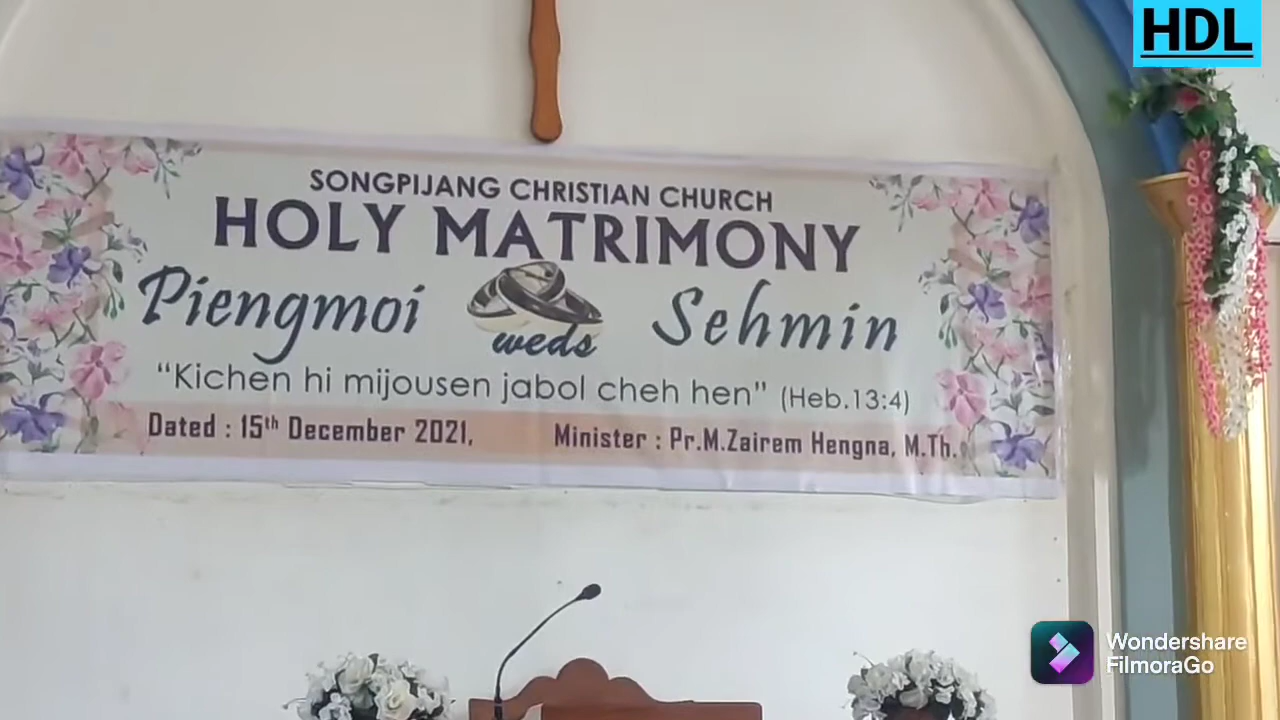 HDL
SONGPIJANG CHRISTIAN CHURCH
HOLY MATRIMONY
Piengmoi weds Sehmin
“Kichen hi mijousen jabol cheh hen” (Heb.13:4)
Dated : 15th December 2021, Minister : Pr.M.Zairem Hengna, M.Th.
Wondershare
FilmoraGo